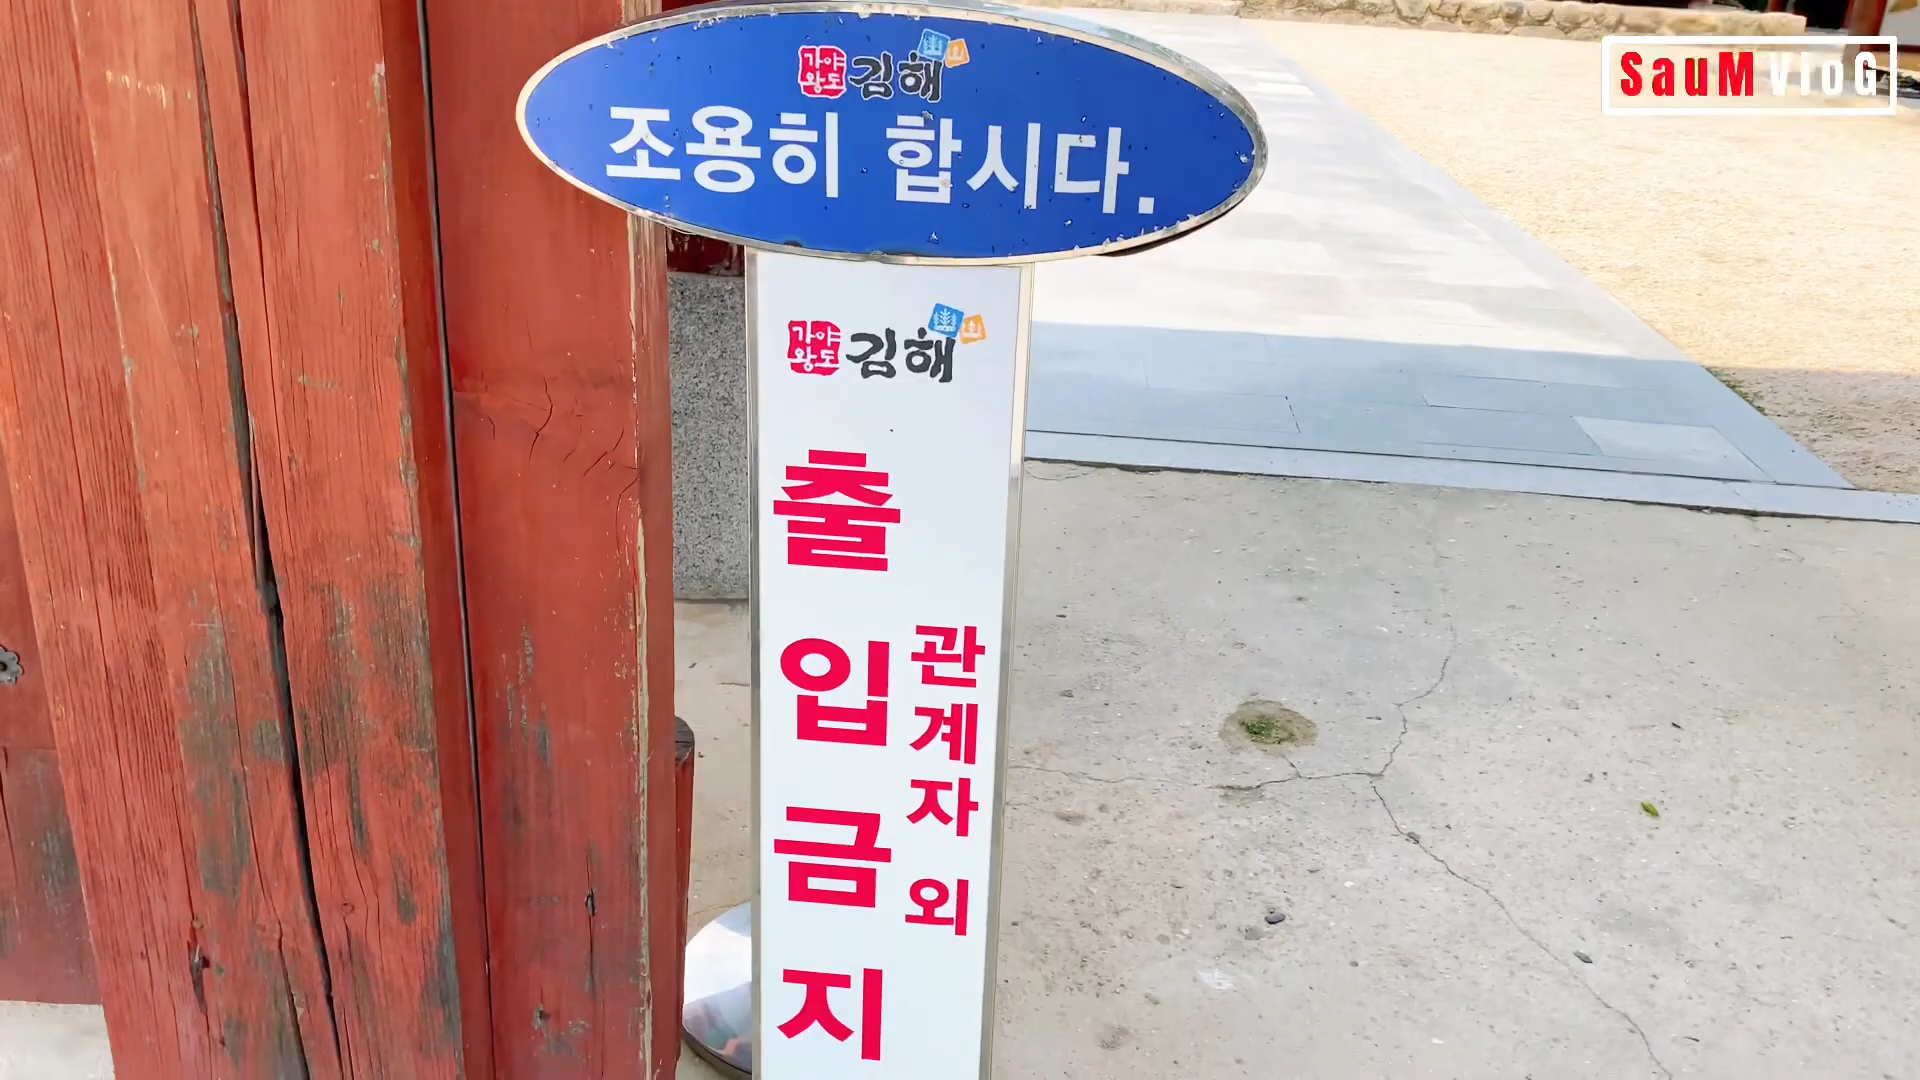 가야
왕도
김해
조용히 합시다.
가야
왕도
김해
관계자 외
출입금지
SauM VloG